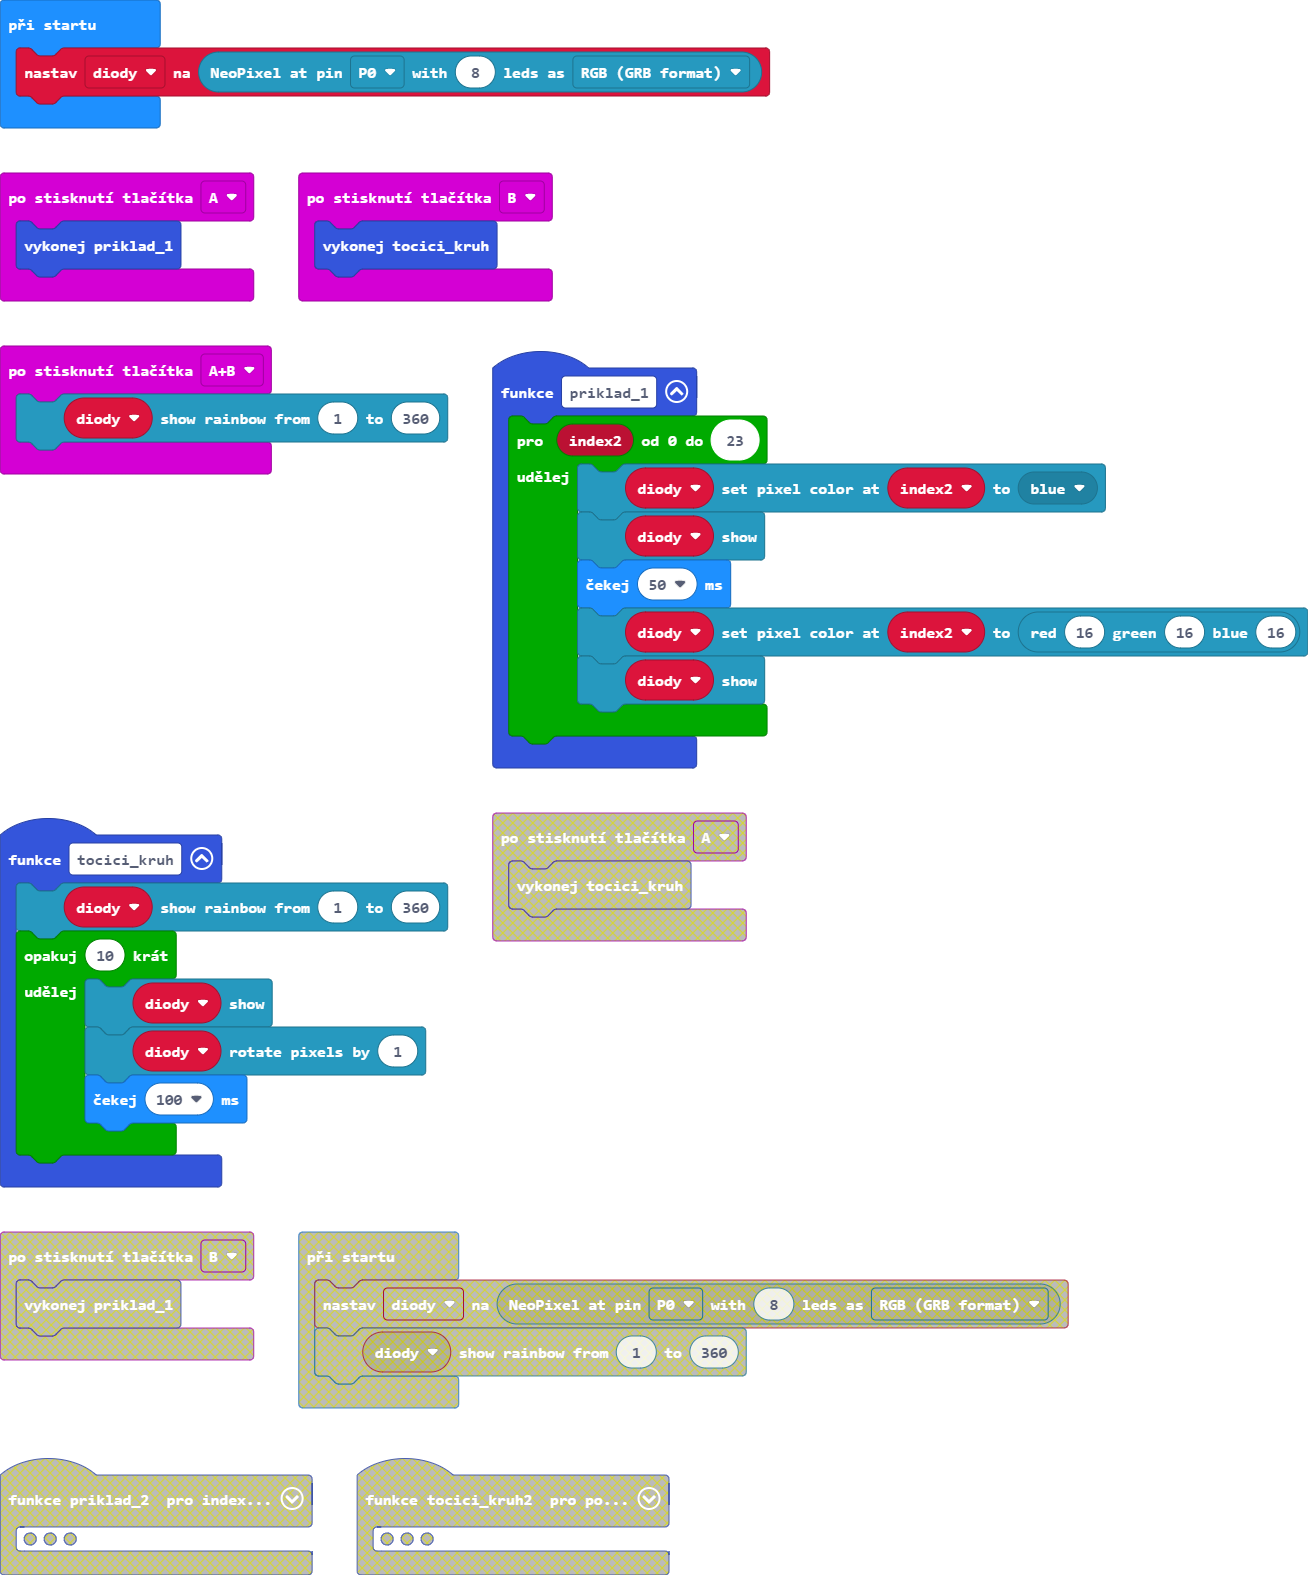 při startu
nastav diody na NeoPixel at pin P0 with 8 leds as RGB (GRB format)
po stisknutí tlačítka A
vykonej priklad_1
po stisknutí tlačítka B
vykonej tocici_kruh
po stisknutí tlačítka A+B
diody show rainbow from 1 to 360
funkce priklad_1
pro index2 od 0 do 23
udělej
diody set pixel color at index2 to blue
diody show
čekej 50 ms
diody set pixel color at index2 to red 16 green 16 blue 16
diody show
funkce tocici_kruh
diody show rainbow from 1 to 360
opakuj 10 krát
udělej
diody show
diody rotate pixels by 1
čekej 100 ms
po stisknutí tlačítka A
vykonej tocici_kruh
po stisknutí tlačítka B
vykonej priklad_1
při startu
nastav diody na NeoPixel at pin P0 with 8 leds as RGB (GRB format)
diody show rainbow from 1 to 360
funkce priklad_2 pro index...
funkce tocici_kruh2 pro po...